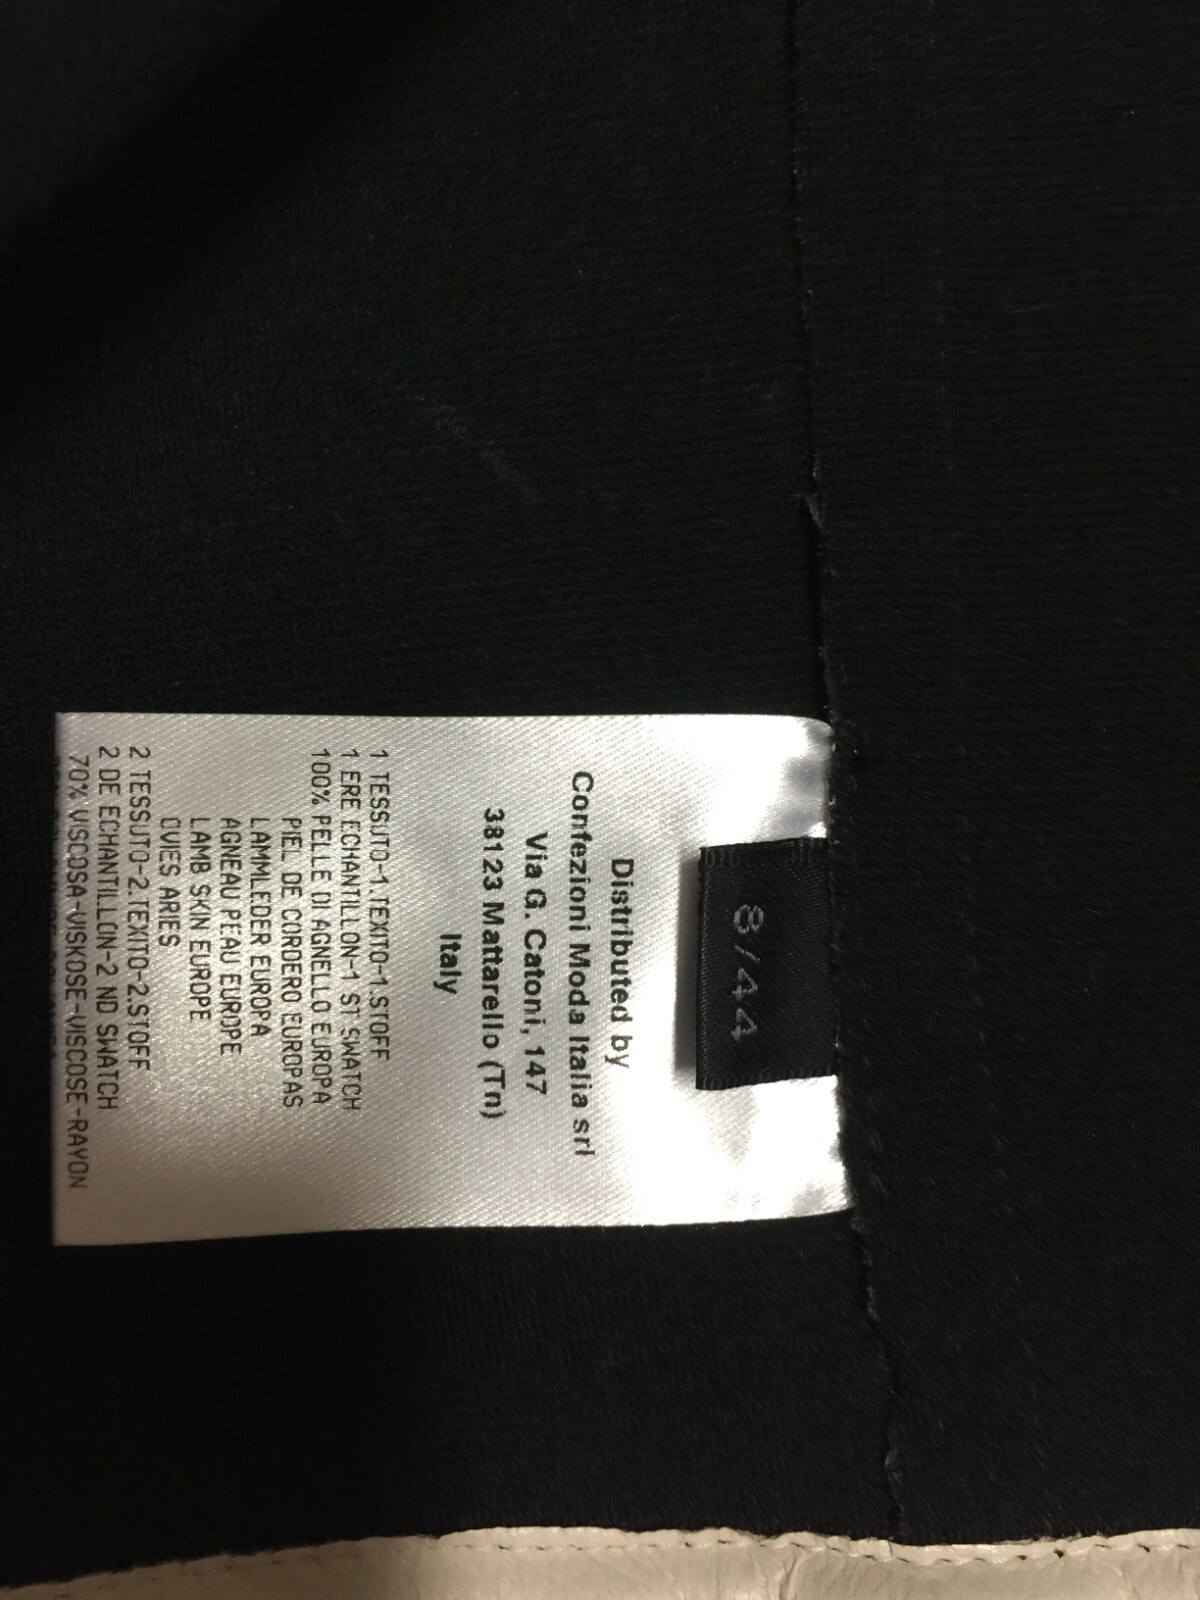 8/44
Distributed by
Confezioni Moda Italia srl
Via G. Catoni, 147
38123 Mattarello (Tn)
Italy
1 TESSUTO-1.TEXITO-1.STOFF
1 ERE ECHANTILLON-1 ST SWATCH
100% PELLE DI AGNELLO EUROPA
PIEL DE CORDERO EUROPAS
LAMMLEDER EUROPA
AGNEAU PEAU EUROPE
LAMB SKIN EUROPE
OVIES ARIES
2 TESSUTO-2.TEXITO-2.STOFF
2 DE ECHANTILLON-2 ND SWATCH
70% VISCOSA-VISKOSE-VISCOSE-RAYON